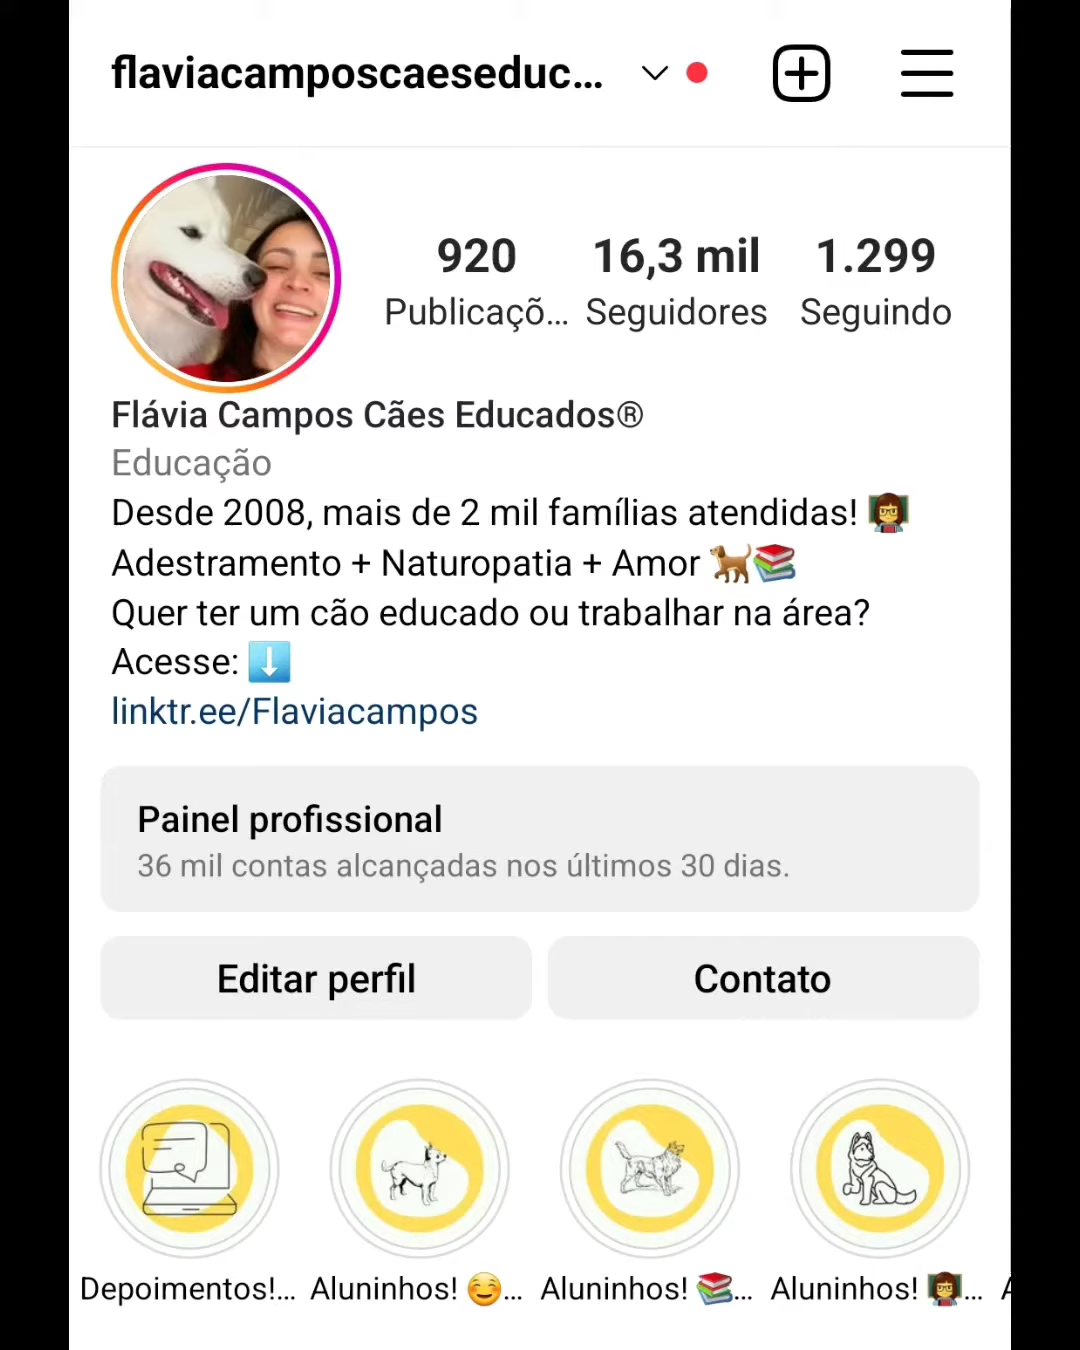 flaviacamposcaeseduc...
920 16,3 mil 1.299
Publicaçõ... Seguidores Seguindo
Flávia Campos Cães Educados®
Educação
Desde 2008, mais de 2 mil famílias atendidas! 👩‍🏫
Adestramento + Naturopatia + Amor 🐕📚
Quer ter um cão educado ou trabalhar na área?
Acesse: ⬇️
linktr.ee/Flaviacampos
Painel profissional
36 mil contas alcançadas nos últimos 30 dias.
Editar perfil Contato
Depoimentos!... Aluninhos! ☺️... Aluninhos! 📚... Aluninhos! 👩‍🏫...